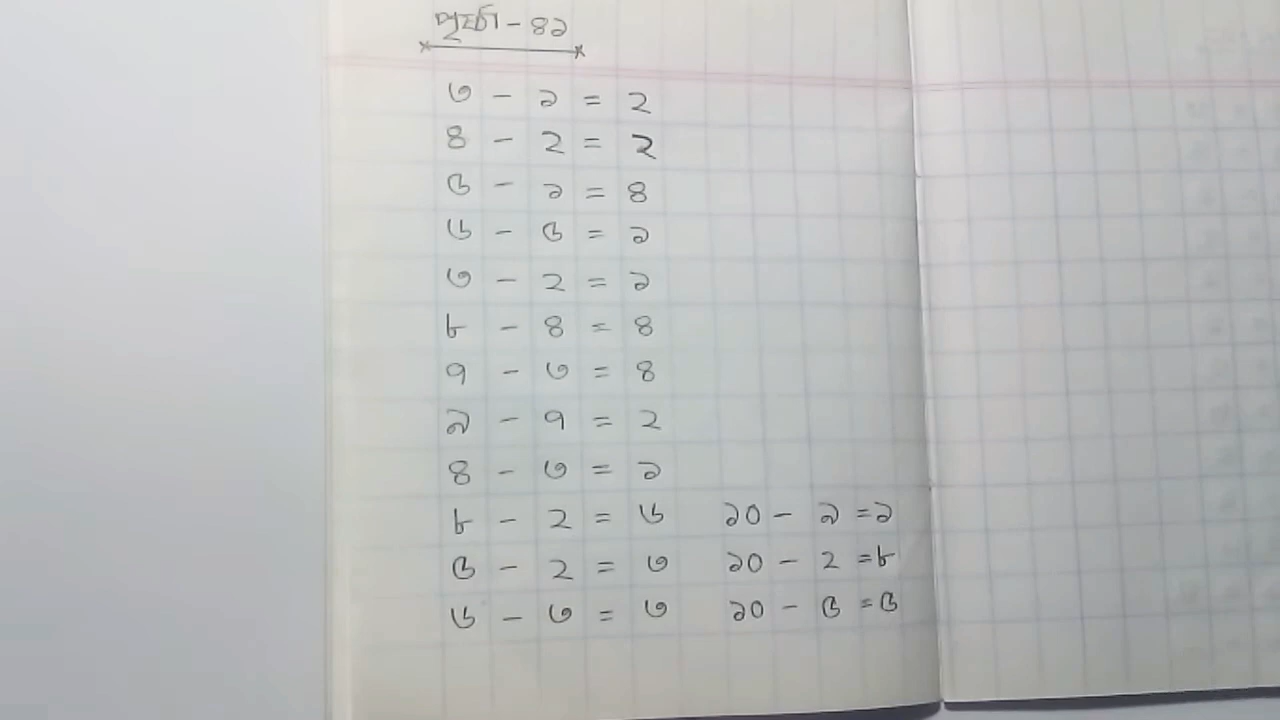 পৃষ্ঠা - ৪১
৩ - ১ = ২
৪ - ২ = ২
৫ - ১ = ৪
৬ - ৫ = ১
৩ - ২ = ১
৮ - ৪ = ৪
৭ - ৩ = ৪
৯ - ৭ = ২
৪ - ৩ = ১
৮ - ২ = ৬ ১০ - ৯ = ১
৫ - ২ = ৩ ১০ - ২ = ৮
৬ - ৩ = ৩ ১০ - ৫ = ৫